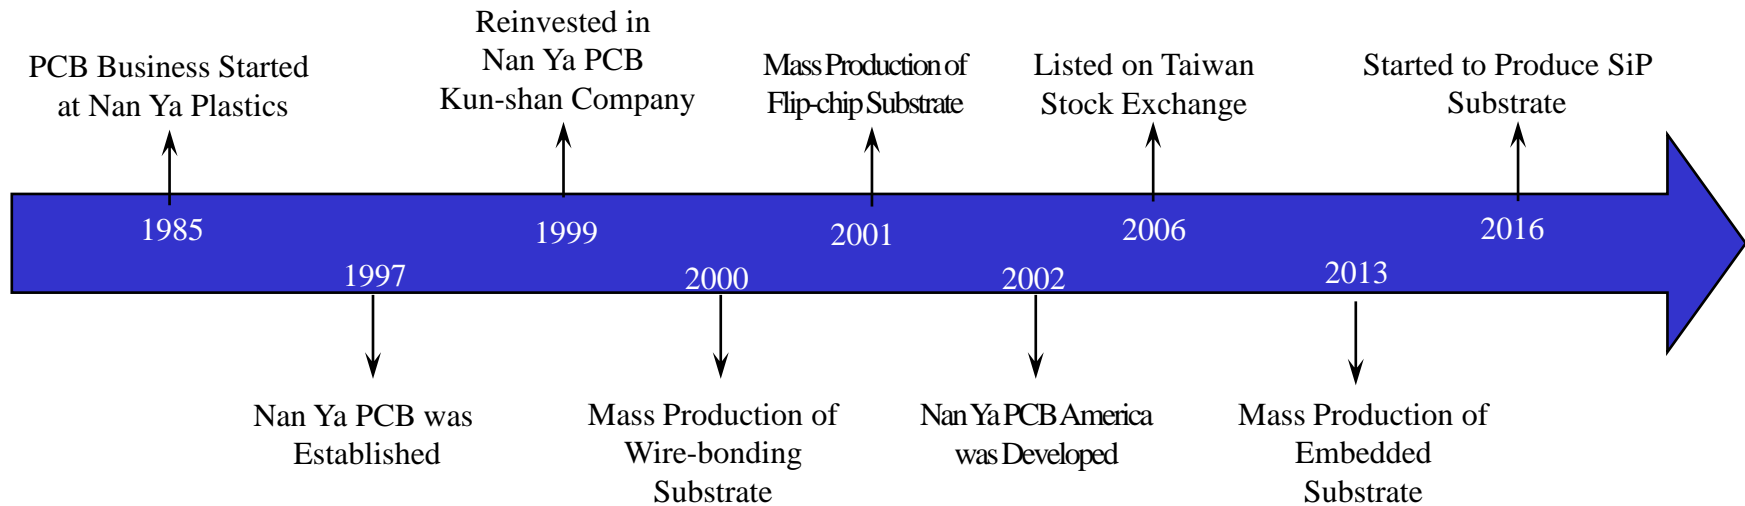 PCB Business Started
at Nan Ya Plastics
Reinvested in
Nan Ya PCB
Kun-shan Company
Mass Production of
Flip-chip Substrate
Listed on Taiwan
Stock Exchange
Started to Produce SiP
Substrate
1985
1997
1999
2000
2001
2002
2006
2013
2016
Nan Ya PCB was
Established
Mass Production of
Wire-bonding
Substrate
Nan Ya PCB America
was Developed
Mass Production of
Embedded
Substrate